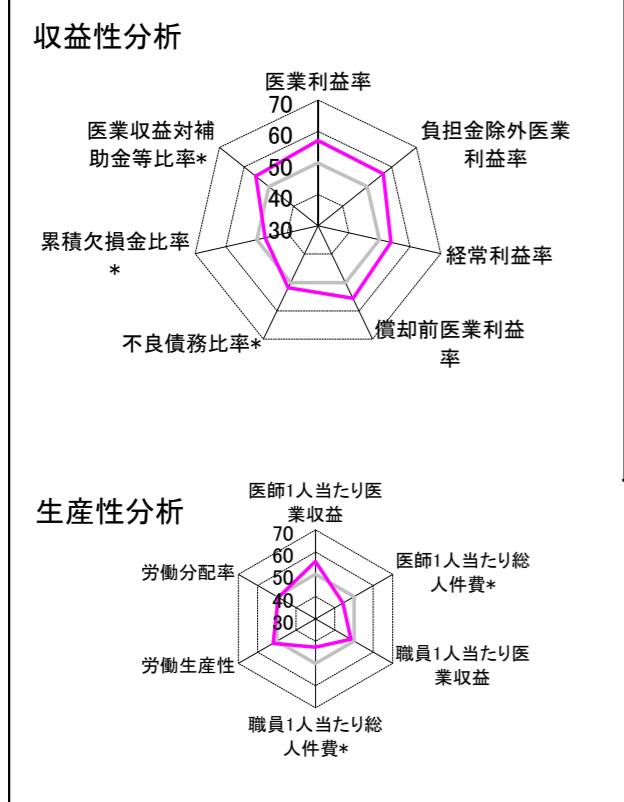 収益性分析
医業利益率
負担金除外医業
利益率
経常利益率
償却前医業利益
率
不良債務比率*
累積欠損金比率
*
医業収益対補
助金等比率*
70
60
50
40
30
生産性分析
医師1人当たり医
業収益
医師1人当たり総
人件費*
職員1人当たり医
業収益
職員1人当たり総
人件費*
労働生産性
労働分配率
70
60
50
40
30